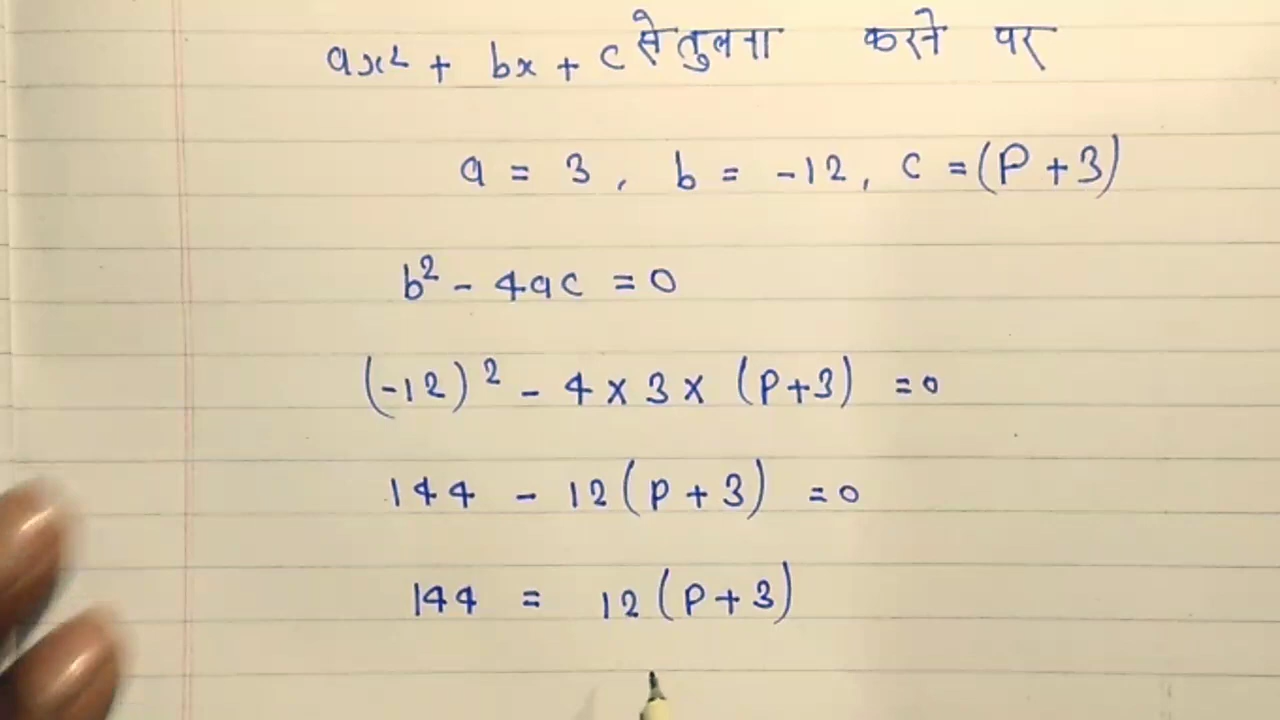 ax² + bx + c से तुलना करने पर
a = 3, b = -12, c = (P + 3)
b² - 4ac = 0
(-12)² - 4 × 3 × (P+3) = 0
144 - 12(P + 3) = 0
144 = 12(P + 3)